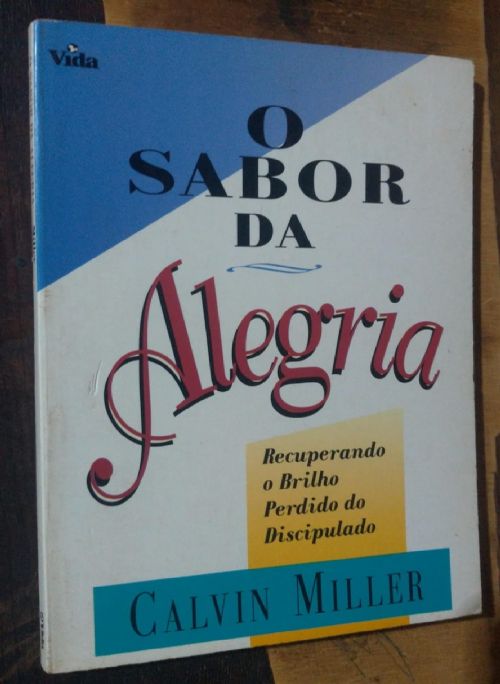 Vida
O
SABOR
DA
Alegria
Recuperando
o Brilho
Perdido do
Discipulado
CALVIN MILLER